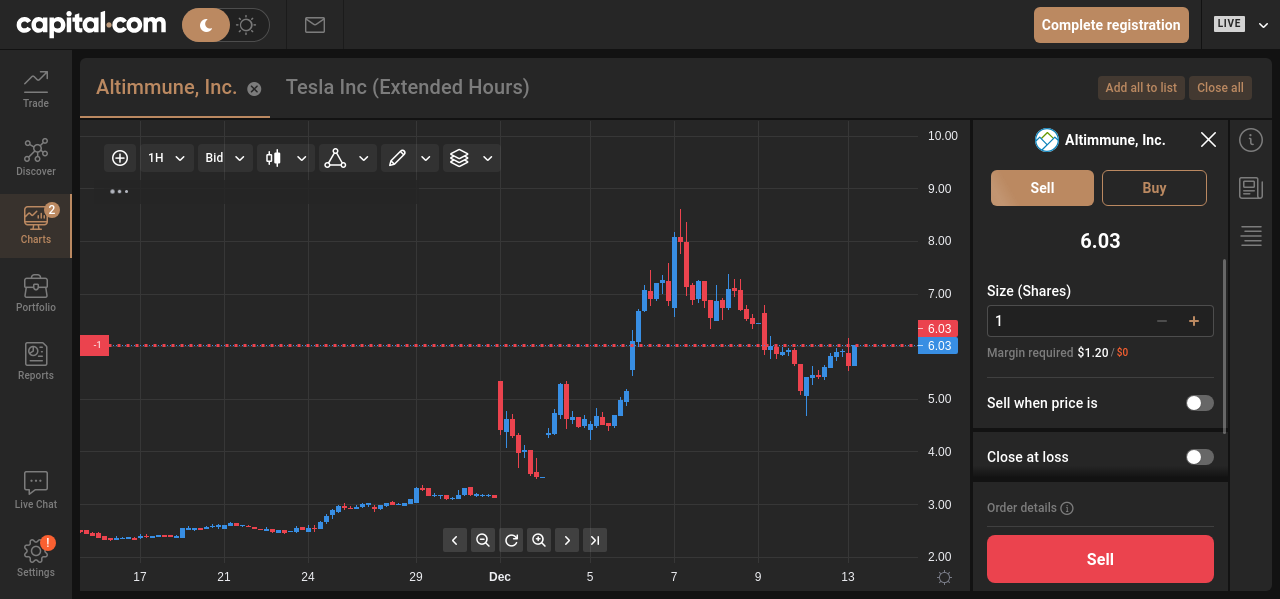 capital.com
Complete registration
LIVE
Trade
Discover
2
Charts
Portfolio
Reports
Live Chat
!
Settings
Altimmune, Inc.
Tesla Inc (Extended Hours)
Add all to list
Close all
1H
Bid
10.00
9.00
8.00
7.00
6.03
6.03
5.00
4.00
3.00
2.00
-1
17
21
24
29
Dec
5
7
9
13
Altimmune, Inc.
Sell
Buy
6.03
Size (Shares)
1
Margin required $1.20 / $0
Sell when price is
Close at loss
Order details
Sell